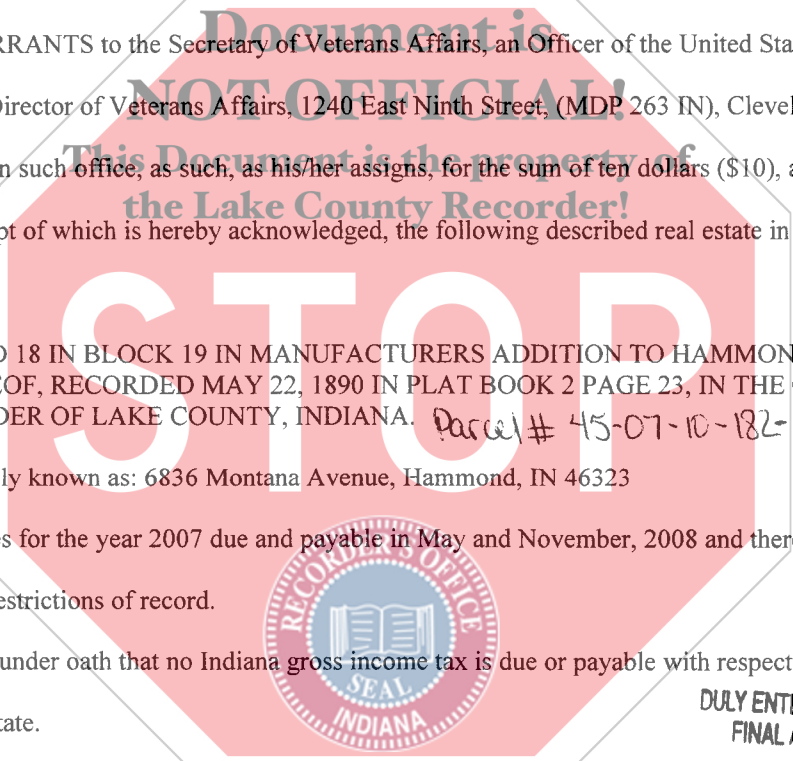 Document is
RRANTS to the Secretary of Veterans Affairs, an Officer of the United Sta
NOT OFFICIAL!
Director of Veterans Affairs, 1240 East Ninth Street, (MDP 263 IN), Clevel
This Document is the property of
n such office, as such, as his/her assigns, for the sum of ten dollars ($10), a
the Lake County Recorder!
pt of which is hereby acknowledged, the following described real estate in
STOP
D 18 IN BLOCK 19 IN MANUFACTURERS ADDITION TO HAMMON
EOF, RECORDED MAY 22, 1890 IN PLAT BOOK 2 PAGE 23, IN THE
DER OF LAKE COUNTY, INDIANA. Parcel # 45-07-10-182-
ly known as: 6836 Montana Avenue, Hammond, IN 46323
es for the year 2007 due and payable in May and November, 2008 and there
estrictions of record.
RECORDER'S OFFICE
SEAL
INDIANA
under oath that no Indiana gross income tax is due or payable with respect
tate.
DULY ENTE
FINAL A